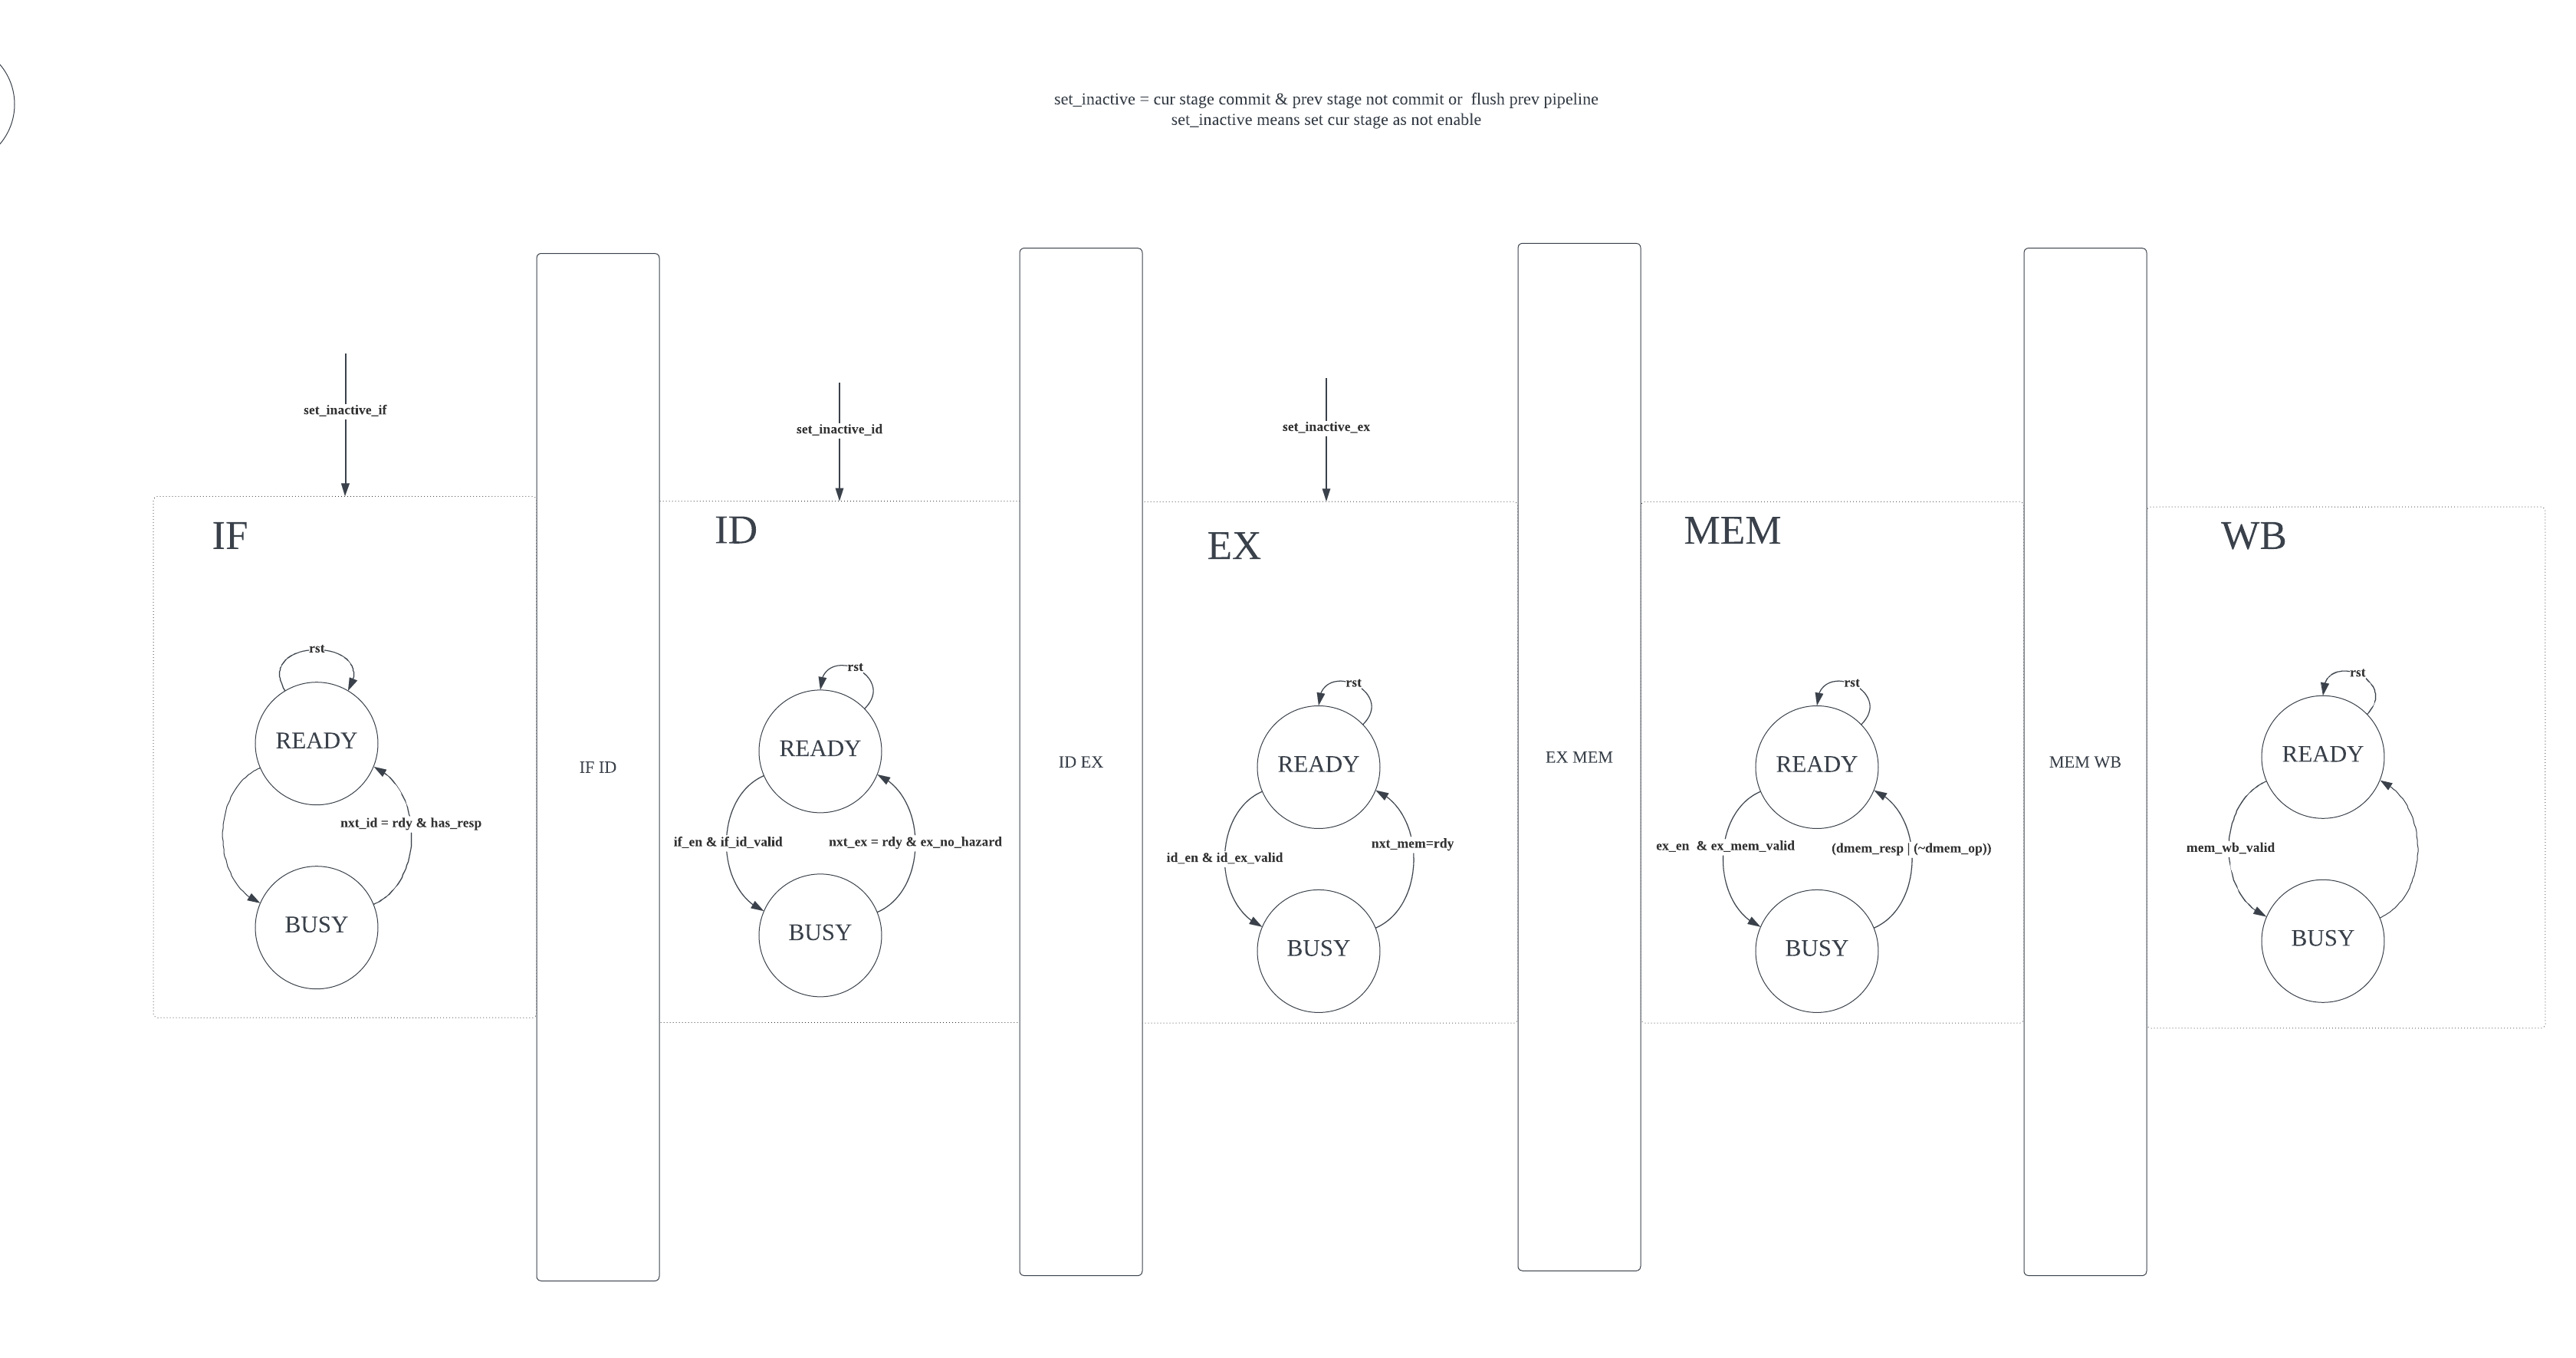 set_inactive = cur stage commit & prev stage not commit or  flush prev pipeline
set_inactive means set cur stage as not enable
set_inactive_if
set_inactive_id
set_inactive_ex
IF
rst
READY
nxt_id = rdy & has_resp
BUSY
IF ID
ID
rst
READY
if_en & if_id_valid
nxt_ex = rdy & ex_no_hazard
BUSY
ID EX
EX
rst
READY
id_en & id_ex_valid
nxt_mem=rdy
BUSY
EX MEM
MEM
rst
READY
ex_en  & ex_mem_valid
(dmem_resp | (~dmem_op))
BUSY
MEM WB
WB
rst
READY
mem_wb_valid
BUSY